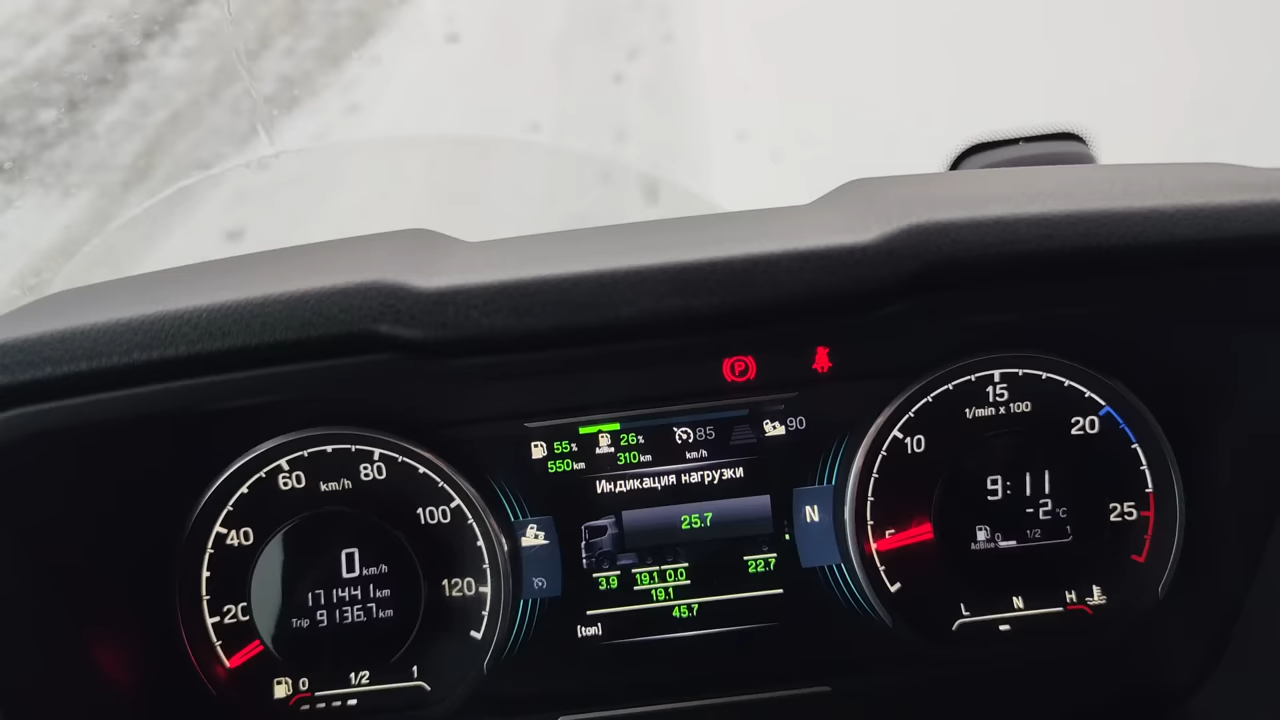 P
55% 26% 85 90
AdBlue
550km 310km km/h
Индикация нагрузки
25.7
N
3.9 19.1 0.0 22.7
19.1
45.7
[ton]
20 40 60 80 100 120
km/h
0 km/h
171441 km
Trip 9136.7 km
0 1/2 1
5 10 15 20 25
1/min x 100
9:11
-2 °C
AdBlue 0 1/2 1
L N H